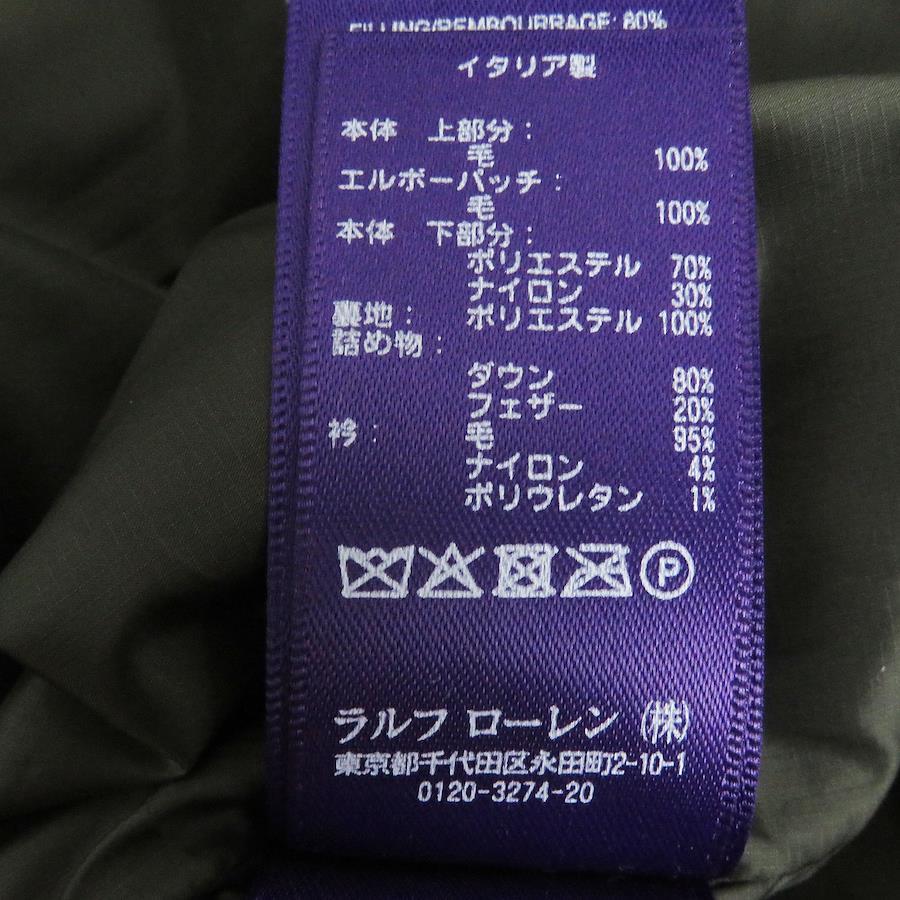 FILLING/REMBOURRAGE: 80%
イタリア製
本体 上部分:
毛 100%
エルボーパッチ:
毛 100%
本体 下部分:
ポリエステル 70%
ナイロン 30%
裏地: ポリエステル 100%
詰め物:
ダウン 80%
フェザー 20%
衿: 毛 95%
ナイロン 4%
ポリウレタン 1%
P
ラルフ ローレン (株)
東京都千代田区永田町2-10-1
0120-3274-20